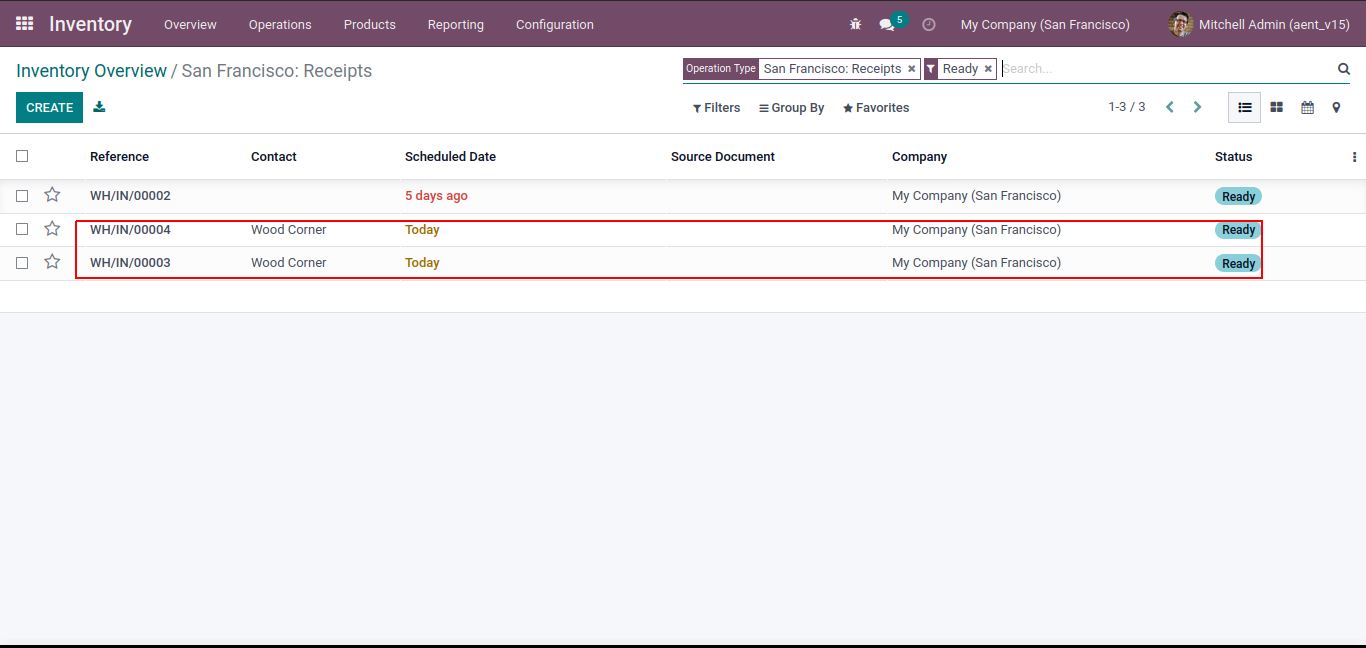 Inventory Overview Operations Products Reporting Configuration 5 My Company (San Francisco) Mitchell Admin (aent_v15)
Inventory Overview / San Francisco: Receipts Operation Type San Francisco: Receipts × Ready × Search...
CREATE Filters Group By Favorites 1-3 / 3
Reference Contact Scheduled Date Source Document Company Status
WH/IN/00002 5 days ago My Company (San Francisco) Ready
WH/IN/00004 Wood Corner Today My Company (San Francisco) Ready
WH/IN/00003 Wood Corner Today My Company (San Francisco) Ready